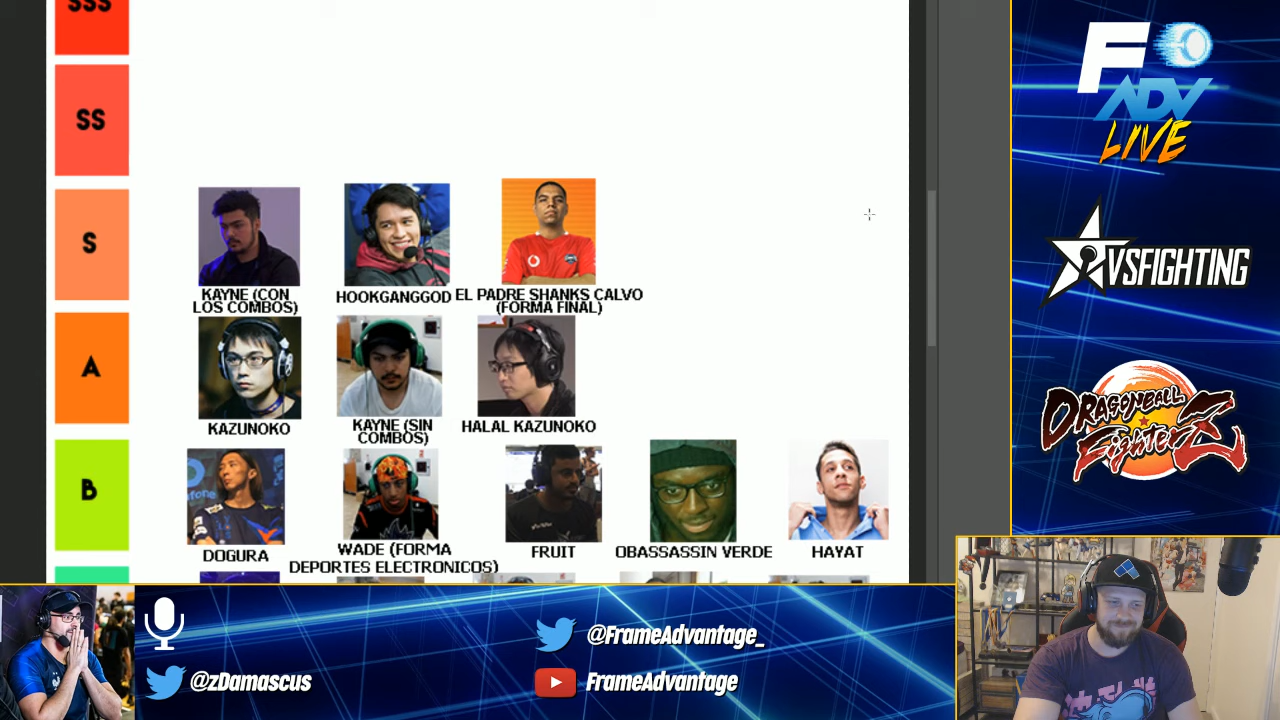 SSS
SS
S
KAYNE (CON
LOS COMBOS)
HOOKGANGGOD
EL PADRE SHANKS CALVO
(FORMA FINAL)
A
KAZUNOKO
KAYNE (SIN
COMBOS)
HALAL KAZUNOKO
B
DOGURA
WADE (FORMA
DEPORTES ELECTRONICOS)
FRUIT
OBASSASSIN VERDE
HAYAT
F
ADV
LIVE
VSFIGHTING
DRAGONBALL
FIGHTERZ
@zDamascus
@FrameAdvantage_
FrameAdvantage